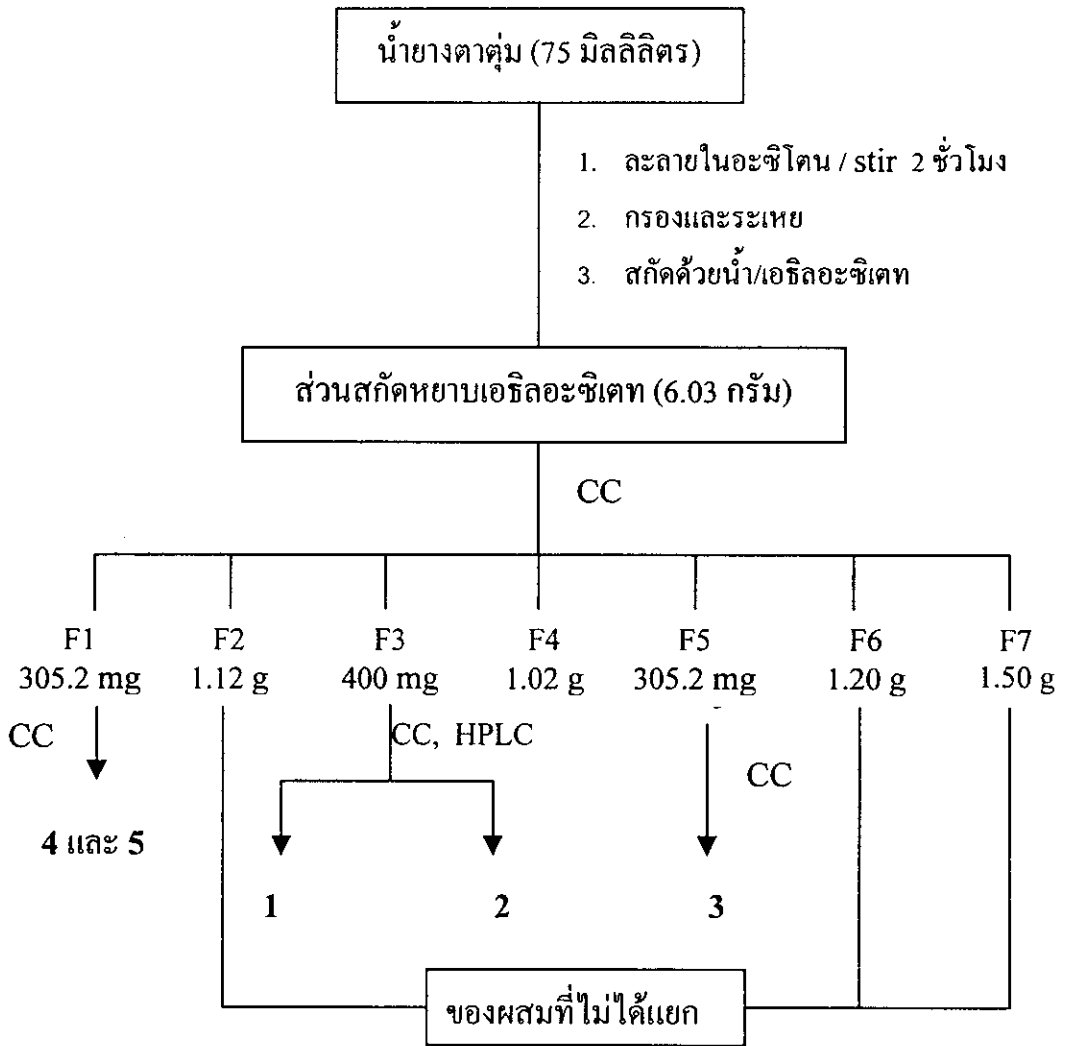 น้ำยางตาตุ่ม (75 มิลลิลิตร)
1. ละลายในอะซิโตน / stir 2 ชั่วโมง
2. กรองและระเหย
3. สกัดด้วยน้ำ/เอธิลอะซิเตท
ส่วนสกัดหยาบเอธิลอะซิเตท (6.03 กรัม)
CC
F1 F2 F3 F4 F5 F6 F7
305.2 mg 1.12 g 400 mg 1.02 g 305.2 mg 1.20 g 1.50 g
CC CC, HPLC CC
4 และ 5
1 2 3
ของผสมที่ไม่ได้แยก